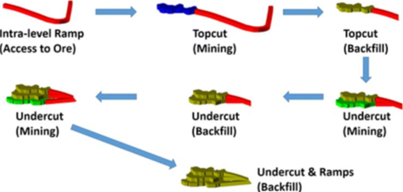 Intra-level Ramp
(Access to Ore)
Topcut
(Mining)
Topcut
(Backfill)
Undercut
(Mining)
Undercut
(Backfill)
Undercut
(Mining)
Undercut & Ramps
(Backfill)